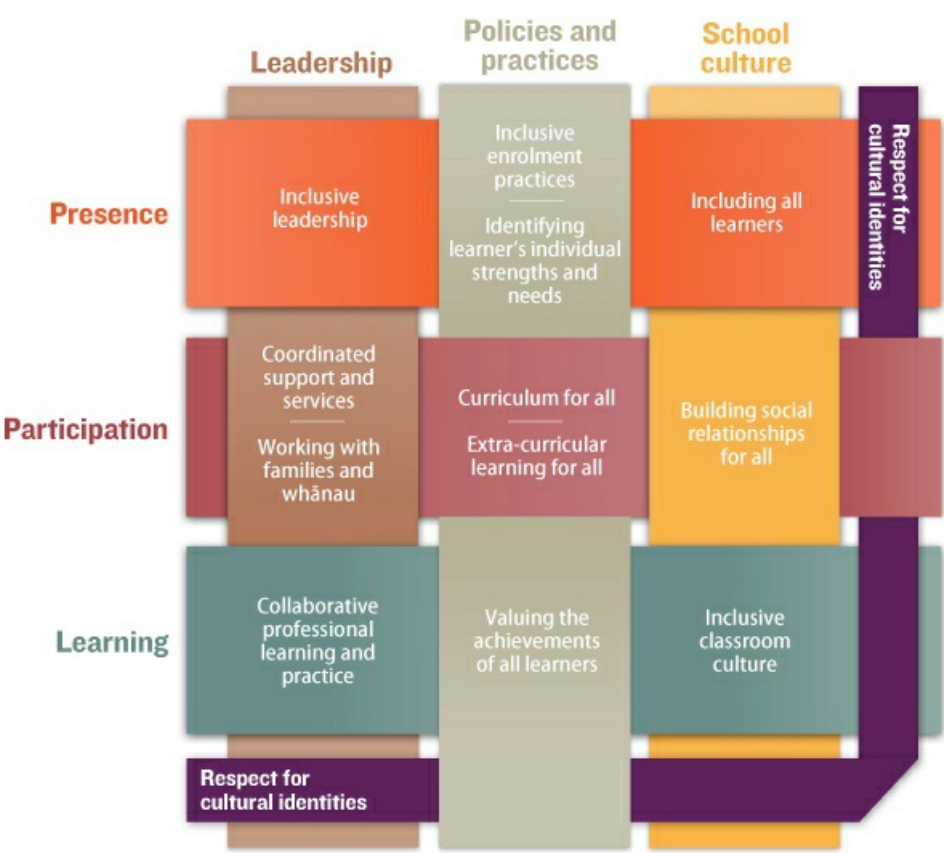 Leadership
Policies and
practices
School
culture
Presence
Inclusive
leadership
Inclusive
enrolment
practices
Identifying
learner's individual
strengths and
needs
Including all
learners
Respect for
cultural identities
Participation
Coordinated
support and
services
Working with
families and
whānau
Curriculum for all
Extra-curricular
learning for all
Building social
relationships
for all
Learning
Collaborative
professional
learning and
practice
Valuing the
achievements
of all learners
Inclusive
classroom
culture
Respect for
cultural identities